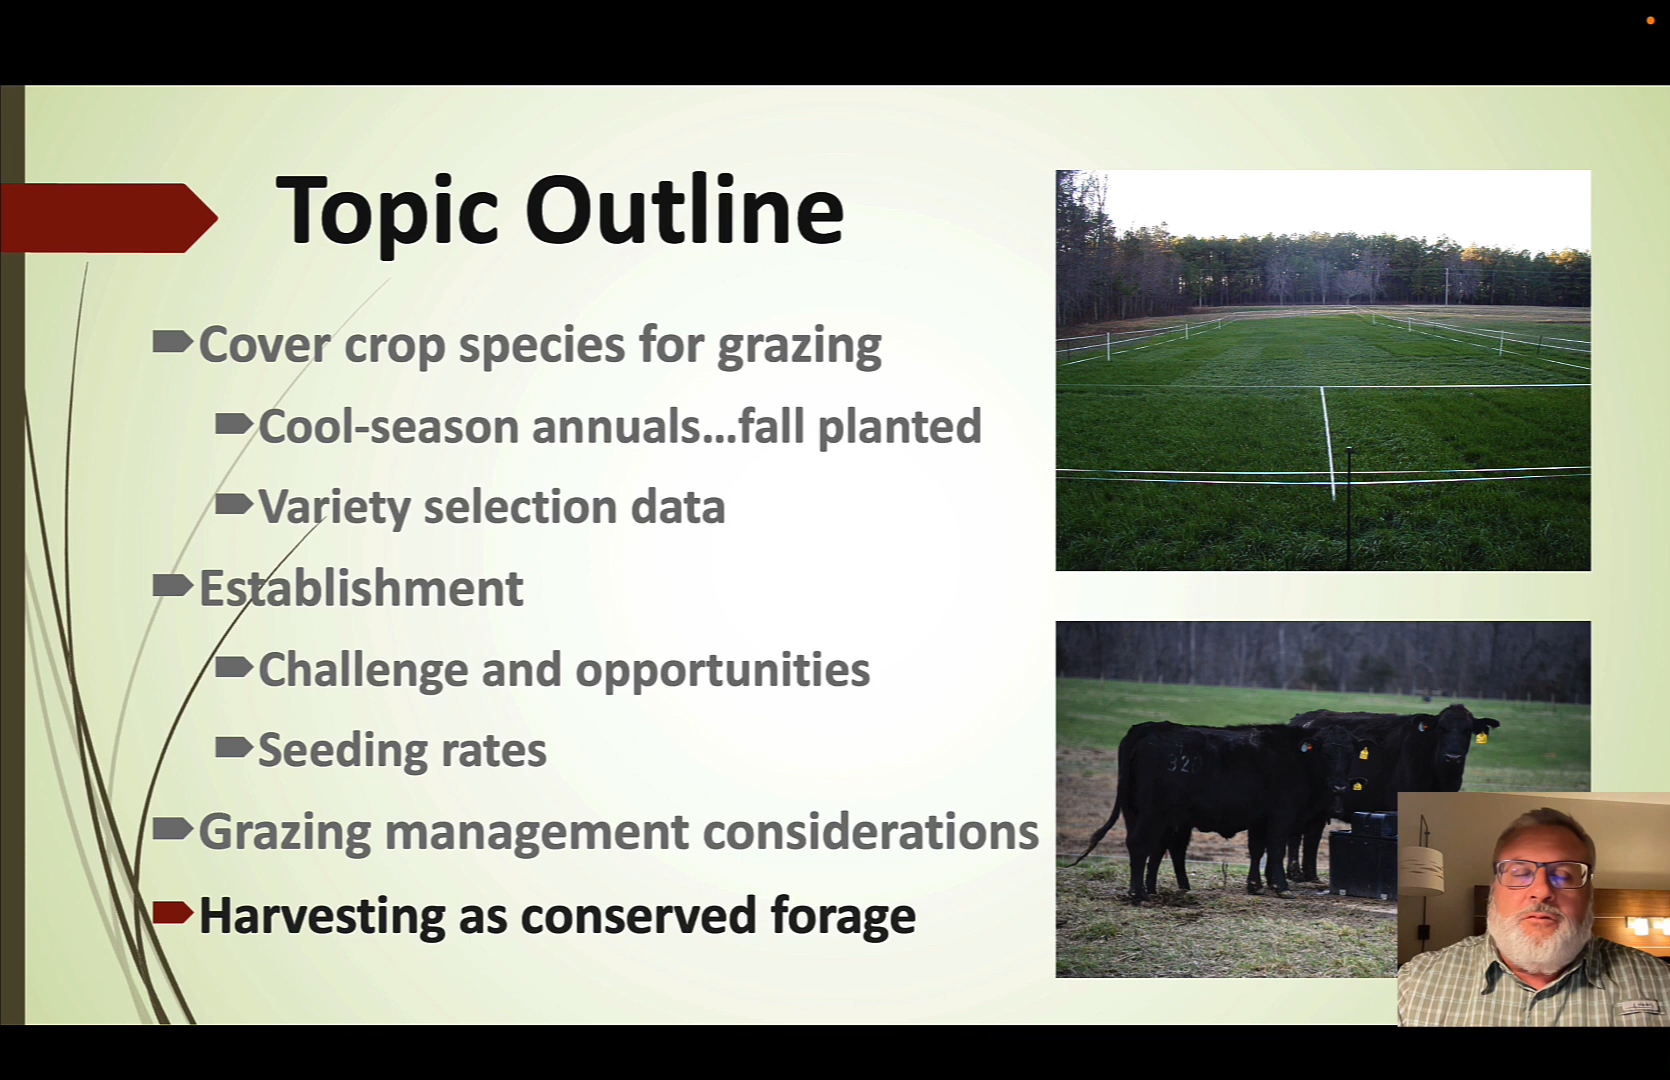 Topic Outline
Cover crop species for grazing
Cool-season annuals...fall planted
Variety selection data
Establishment
Challenge and opportunities
Seeding rates
Grazing management considerations
Harvesting as conserved forage